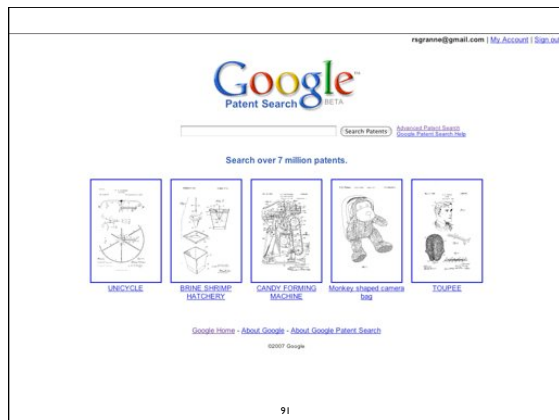 rsgranne@gmail.com | My Account | Sign out
Google™
Patent Search BETA
Search Patents
Advanced Patent Search
Google Patent Search Help
Search over 7 million patents.
UNICYCLE
BRINE SHRIMP HATCHERY
CANDY FORMING MACHINE
Monkey shaped camera bag
TOUPEE
Google Home - About Google - About Google Patent Search
©2007 Google
91